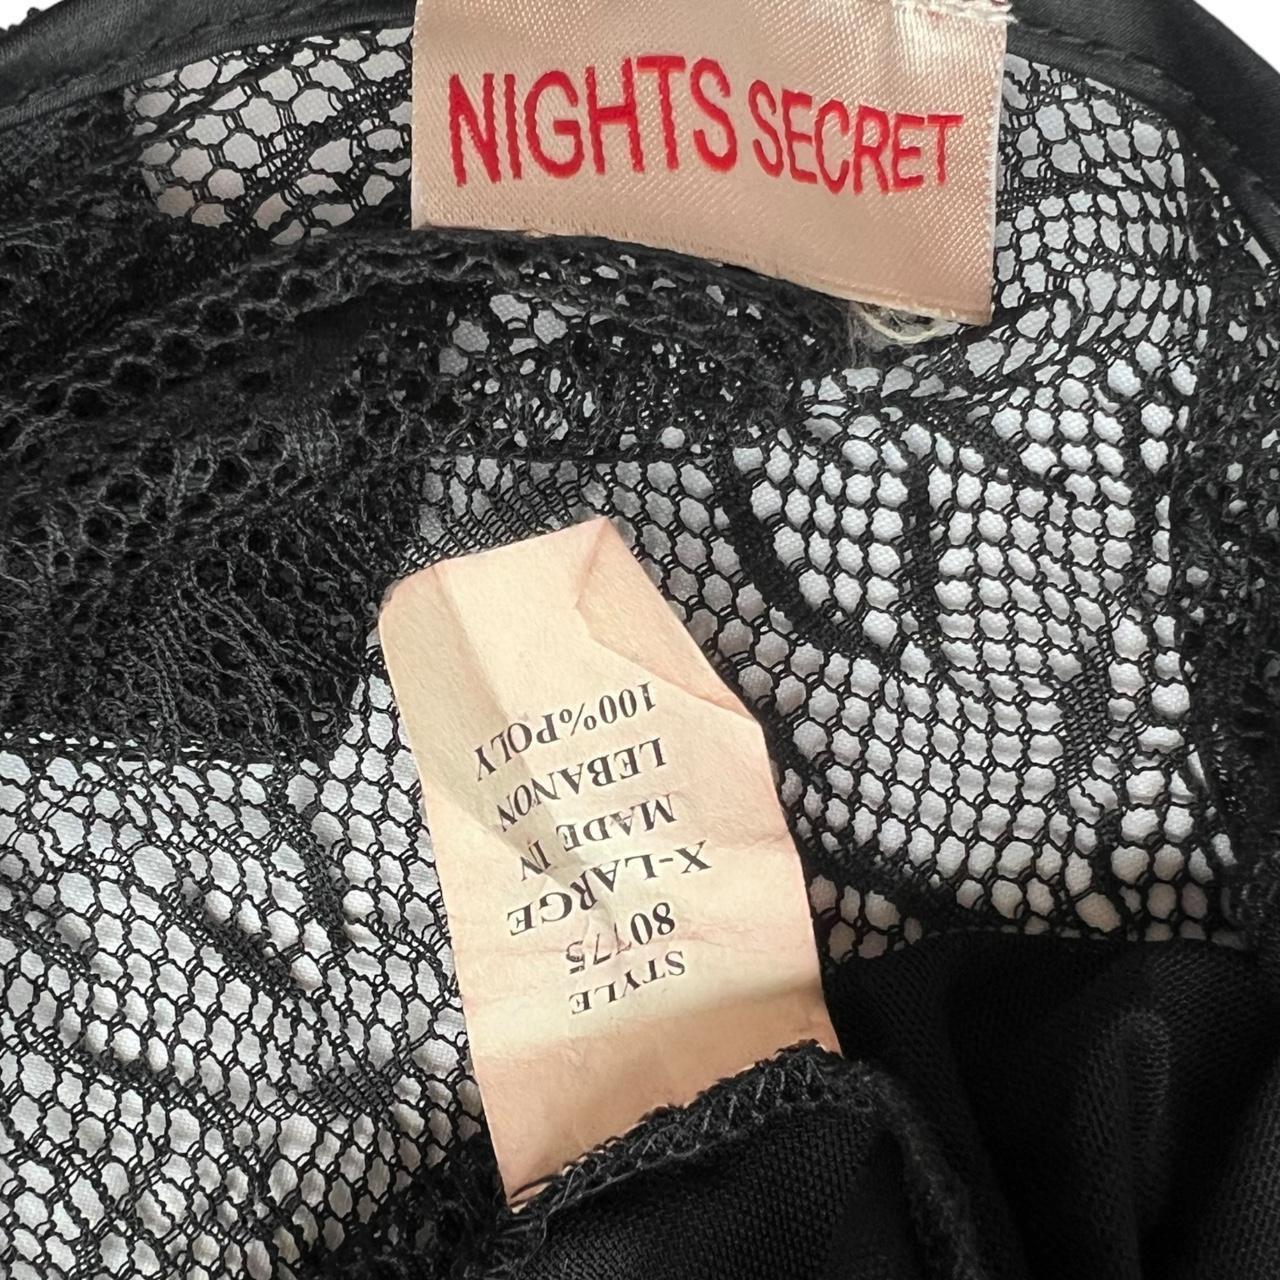 NIGHTS SECRET
STYLE
80775
X-LARGE
MADE IN
LEBANON
100%POLY